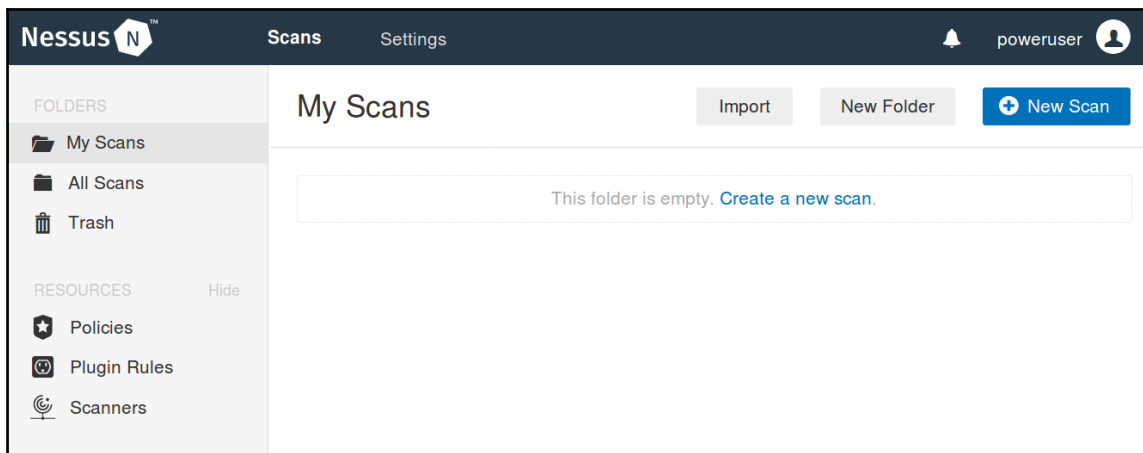 Nessus N ™
Scans Settings poweruser
FOLDERS
My Scans
All Scans
Trash
RESOURCES Hide
Policies
Plugin Rules
Scanners
My Scans Import New Folder New Scan
This folder is empty. Create a new scan.